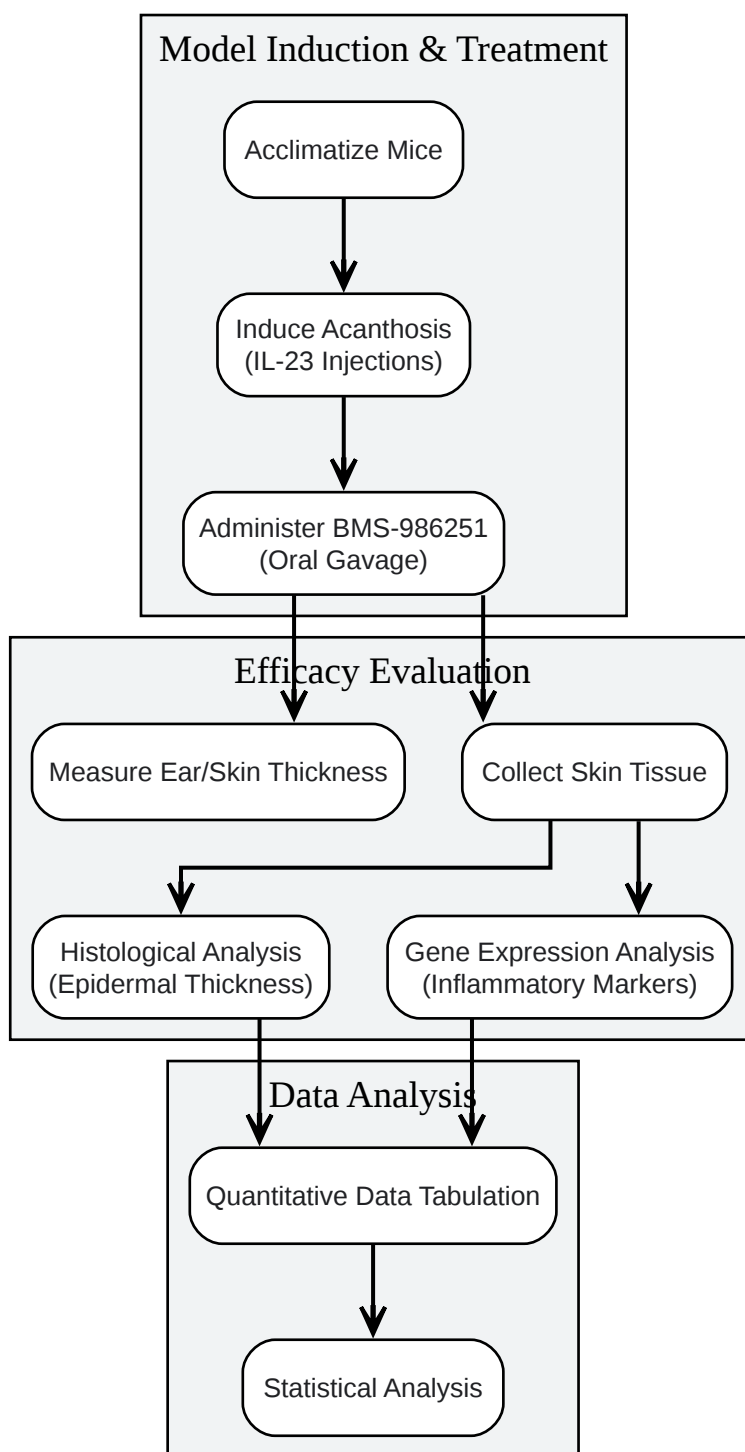 Model Induction & Treatment
Acclimatize Mice
Induce Acanthosis
(IL-23 Injections)
Administer BMS-986251
(Oral Gavage)
Efficacy Evaluation
Measure Ear/Skin Thickness
Collect Skin Tissue
Histological Analysis
(Epidermal Thickness)
Gene Expression Analysis
(Inflammatory Markers)
Data Analysis
Quantitative Data Tabulation
Statistical Analysis